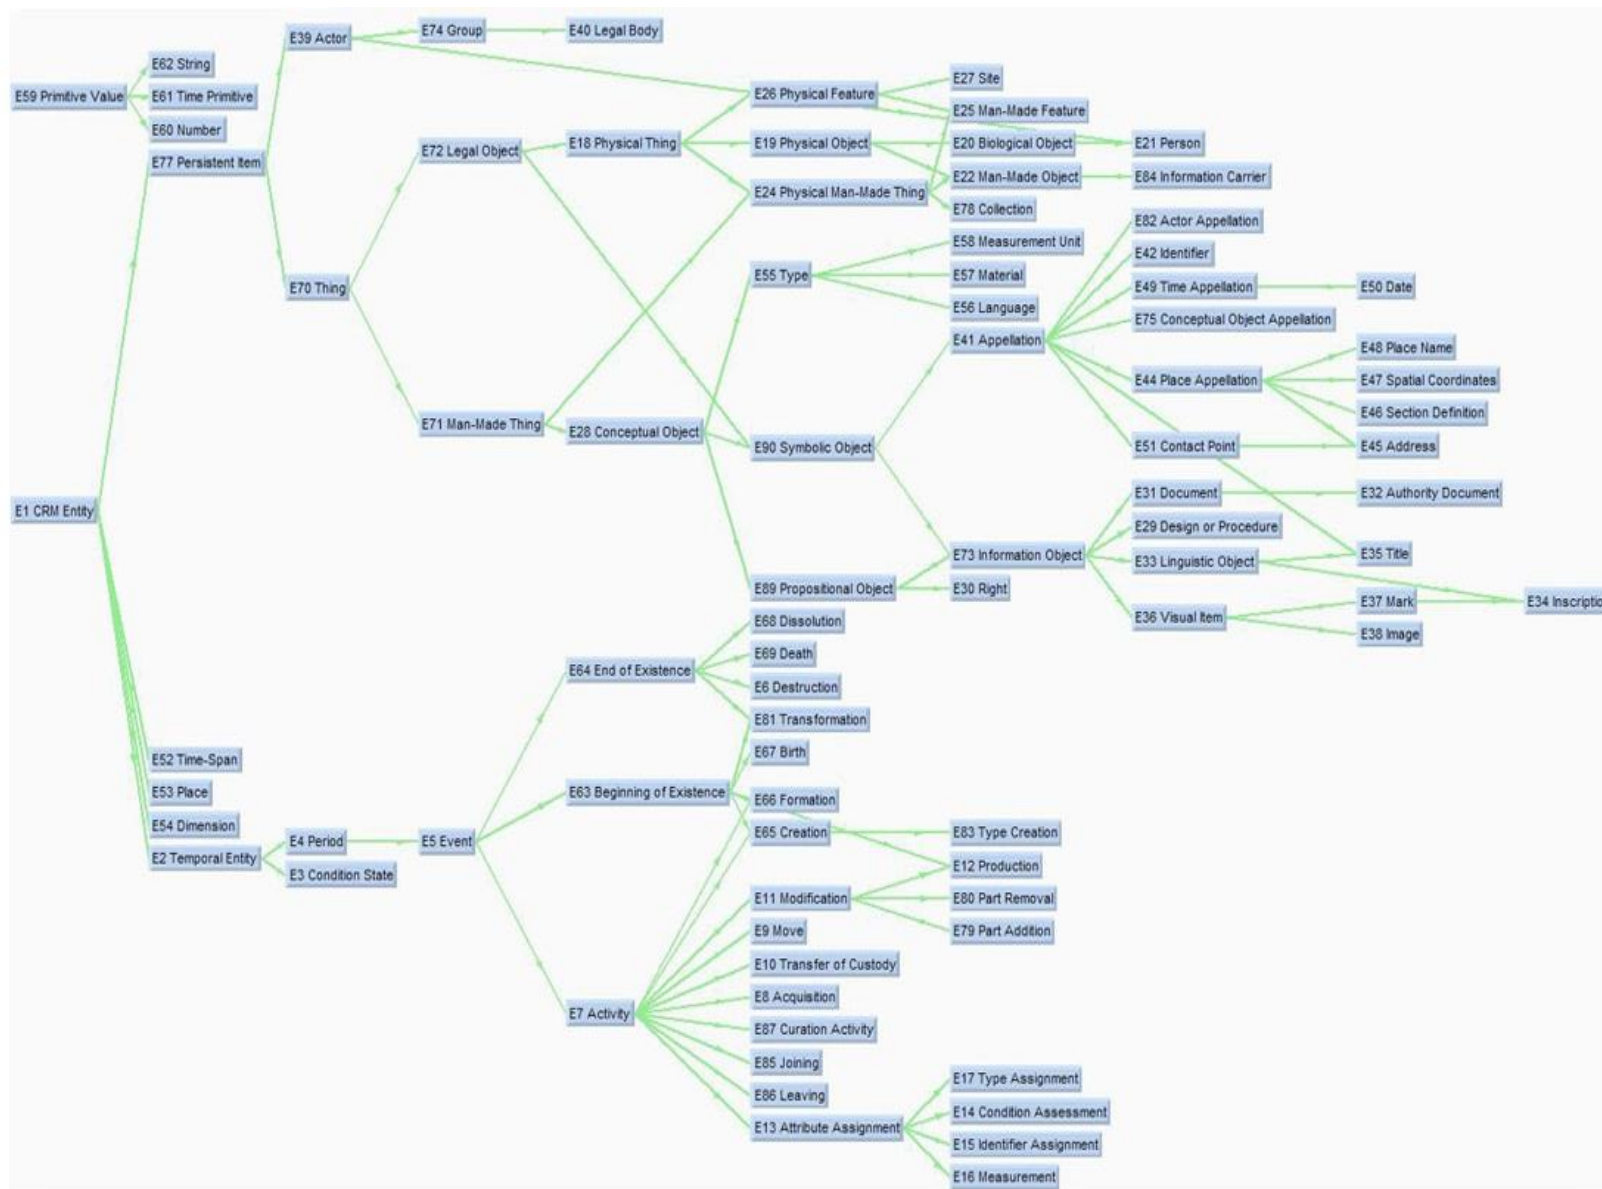 E59 Primitive Value
E62 String
E61 Time Primitive
E60 Number
E1 CRM Entity
E77 Persistent Item
E52 Time-Span
E53 Place
E54 Dimension
E2 Temporal Entity
E39 Actor
E70 Thing
E4 Period
E3 Condition State
E74 Group
E72 Legal Object
E71 Man-Made Thing
E5 Event
E40 Legal Body
E18 Physical Thing
E28 Conceptual Object
E64 End of Existence
E63 Beginning of Existence
E7 Activity
E26 Physical Feature
E19 Physical Object
E24 Physical Man-Made Thing
E55 Type
E90 Symbolic Object
E89 Propositional Object
E68 Dissolution
E69 Death
E6 Destruction
E81 Transformation
E67 Birth
E66 Formation
E65 Creation
E11 Modification
E9 Move
E10 Transfer of Custody
E8 Acquisition
E87 Curation Activity
E85 Joining
E86 Leaving
E13 Attribute Assignment
E27 Site
E25 Man-Made Feature
E20 Biological Object
E22 Man-Made Object
E78 Collection
E58 Measurement Unit
E57 Material
E56 Language
E41 Appellation
E73 Information Object
E30 Right
E83 Type Creation
E12 Production
E80 Part Removal
E79 Part Addition
E17 Type Assignment
E14 Condition Assessment
E15 Identifier Assignment
E16 Measurement
E21 Person
E84 Information Carrier
E82 Actor Appellation
E42 Identifier
E49 Time Appellation
E75 Conceptual Object Appellation
E44 Place Appellation
E51 Contact Point
E31 Document
E29 Design or Procedure
E33 Linguistic Object
E36 Visual Item
E50 Date
E48 Place Name
E47 Spatial Coordinates
E46 Section Definition
E45 Address
E32 Authority Document
E35 Title
E37 Mark
E38 Image
E34 Inscriptio